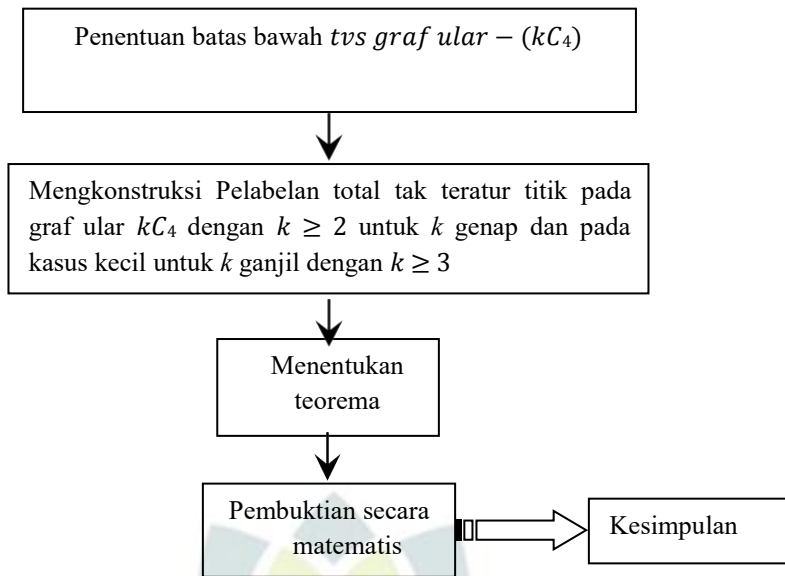 Penentuan batas bawah tvs graf ular − (kC₄)
Mengkonstruksi Pelabelan total tak teratur titik pada
graf ular kC₄ dengan k ≥ 2 untuk k genap dan pada
kasus kecil untuk k ganjil dengan k ≥ 3
Menentukan
teorema
Pembuktian secara
matematis
Kesimpulan